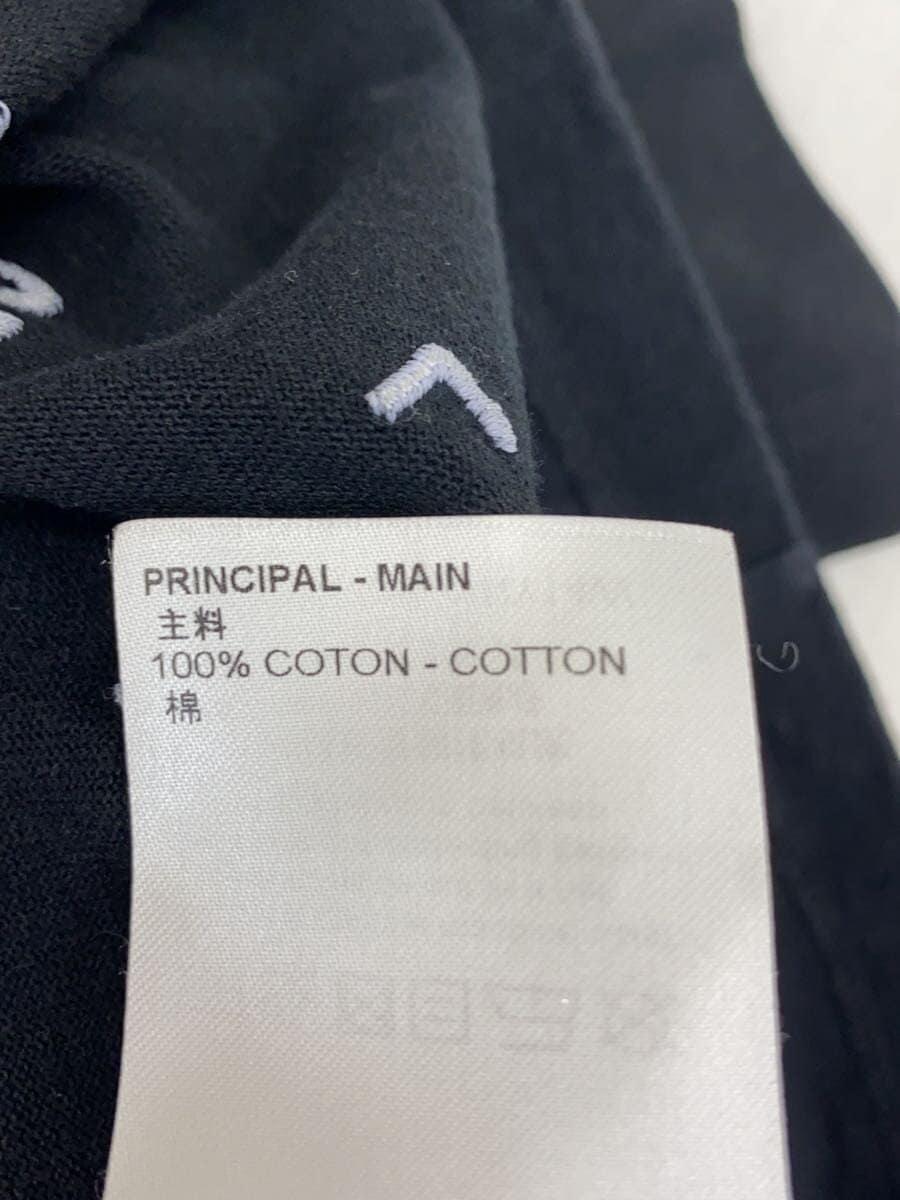 PRINCIPAL - MAIN
主料
100% COTON - COTTON
棉